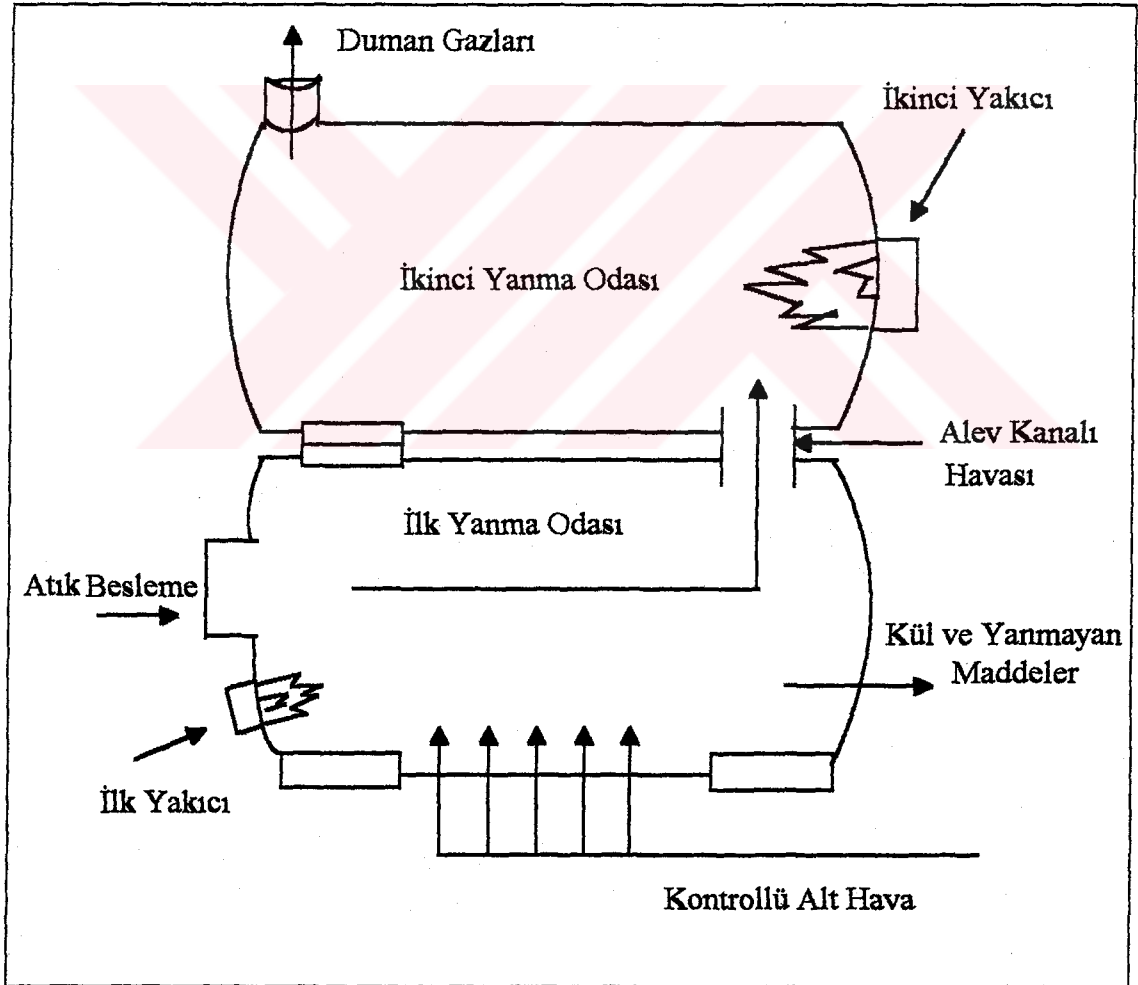 Duman Gazları
İkinci Yakıcı
İkinci Yanma Odası
Alev Kanalı
Havası
İlk Yanma Odası
Atık Besleme
Kül ve Yanmayan
Maddeler
İlk Yakıcı
Kontrollü Alt Hava